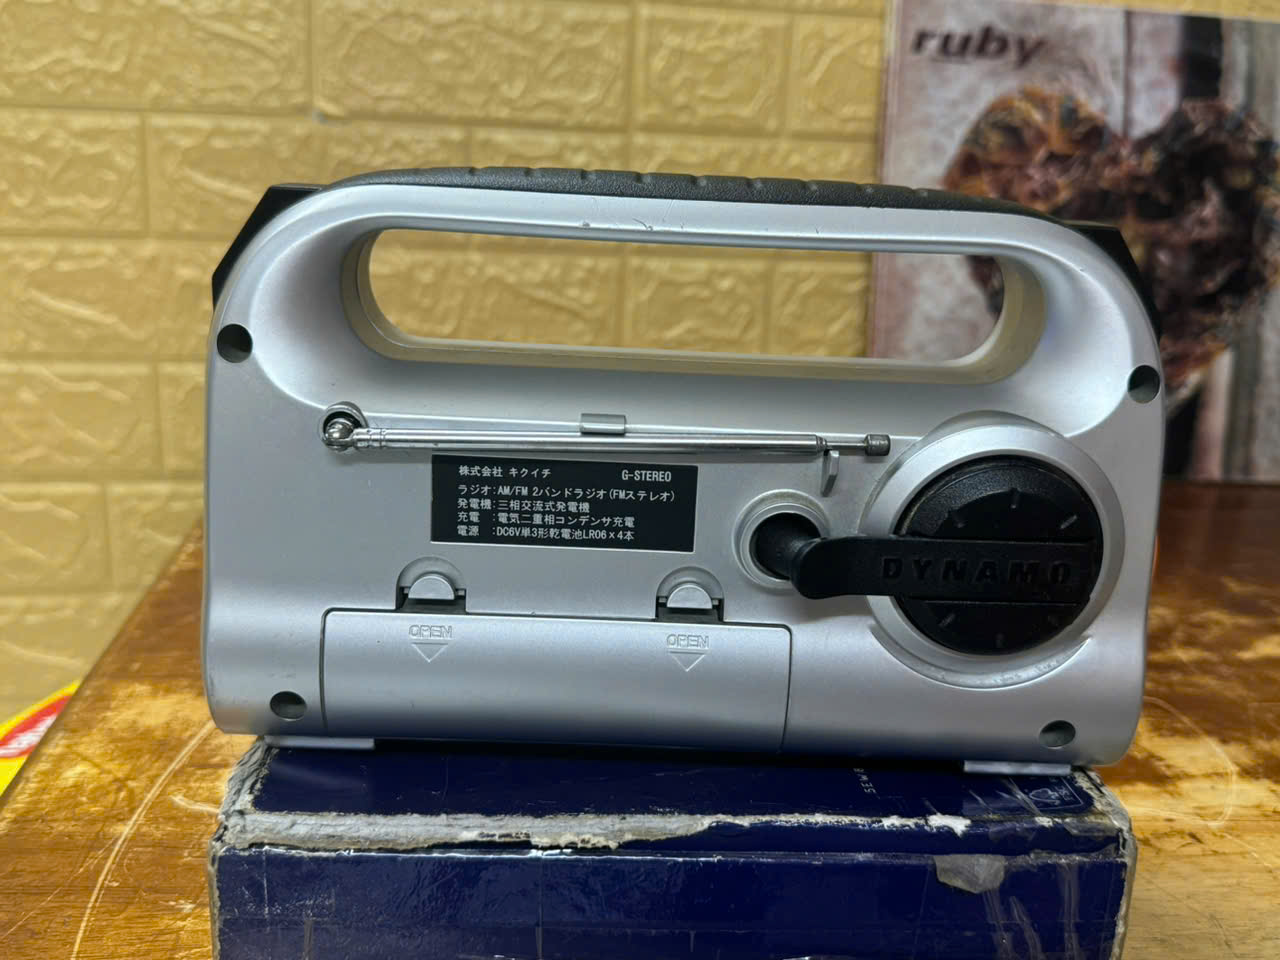 ruby
株式会社 キクイチ G-STEREO
ラジオ:AM/FM 2バンドラジオ(FMステレオ)
発電機:三相交流式発電機
充電 :電気二重相コンデンサ充電
電源 :DC6V単3形乾電池LR06×4本
DYNAMO
OPEN
OPEN